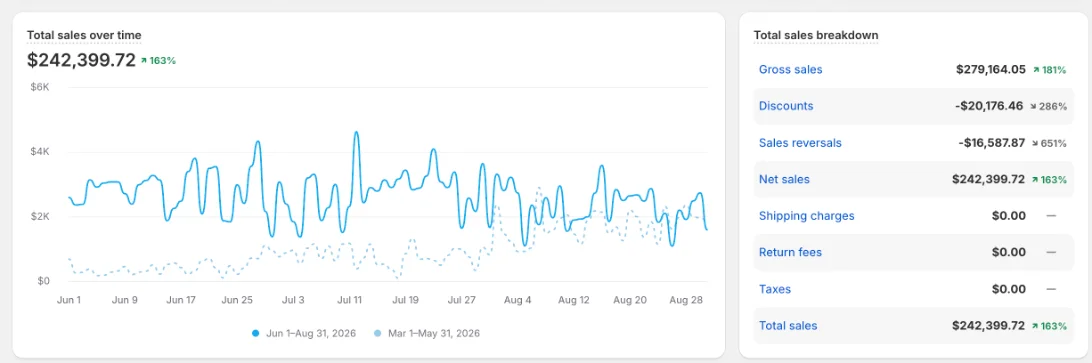 Total sales over time
$242,399.72 ↗ 163%
$6K
$4K
$2K
$0
Jun 1 Jun 9 Jun 17 Jun 25 Jul 3 Jul 11 Jul 19 Jul 27 Aug 4 Aug 12 Aug 20 Aug 28
Jun 1–Aug 31, 2026 Mar 1–May 31, 2026
Total sales breakdown
Gross sales $279,164.05 ↗ 181%
Discounts -$20,176.46 ↘ 286%
Sales reversals -$16,587.87 ↘ 651%
Net sales $242,399.72 ↗ 163%
Shipping charges $0.00 —
Return fees $0.00 —
Taxes $0.00 —
Total sales $242,399.72 ↗ 163%